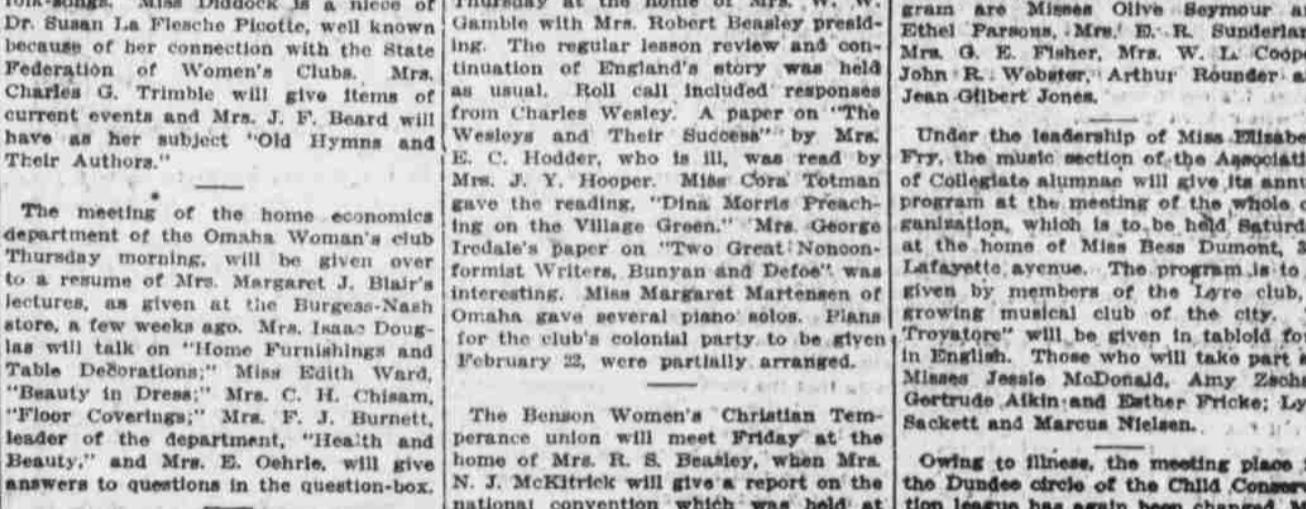 folk-songs. Miss Diddock is a niece of
Dr. Susan La Flesche Picotte, well known
because of her connection with the State
Federation of Women's Clubs. Mrs.
Charles G. Trimble will give items of
current events and Mrs. J. F. Beard will
have as her subject "Old Hymns and
Their Authors."
The meeting of the home economics
department of the Omaha Woman's club
Thursday morning, will be given over
to a resume of Mrs. Margaret J. Blair's
lectures, as given at the Burgess-Nash
store, a few weeks ago. Mrs. Isaac Doug-
las will talk on "Home Furnishings and
Table Decorations;" Miss Edith Ward,
"Beauty in Dress;" Mrs. C. H. Chisam,
"Floor Coverings;" Mrs. F. J. Burnett,
leader of the department, "Health and
Beauty," and Mrs. E. Oehrle, will give
answers to questions in the question-box.
Thursday at the home of Mrs. W. W.
Gamble with Mrs. Robert Beasley presid-
ing. The regular lesson review and con-
tinuation of England's story was held
as usual. Roll call included responses
from Charles Wesley. A paper on "The
Wesleys and Their Success" by Mrs.
E. C. Hodder, who is ill, was read by
Mrs. J. Y. Hooper. Miss Cora Totman
gave the reading, "Dina Morris Preach-
ing on the Village Green." Mrs. George
Iredale's paper on "Two Great Noncon-
formist Writers, Bunyan and Defoe" was
interesting. Miss Margaret Martensen of
Omaha gave several piano solos. Plans
for the club's colonial party to be given
February 22, were partially arranged.
The Benson Women's Christian Tem-
perance union will meet Friday at the
home of Mrs. R. S. Beasley, when Mrs.
N. J. McKitrick will give a report on the
national convention which was held at
gram are Misses Olive Seymour a
Ethel Parsons, Mrs. E. R. Sunderlan
Mrs. G. E. Fisher, Mrs. W. L. Coop
John R. Webster, Arthur Rounder a
Jean Gilbert Jones.
Under the leadership of Miss Elisabe
Fry, the music section of the Associati
of Collegiate alumnae will give its annu
program at the meeting of the whole o
ganization, which is to be held Saturd
at the home of Miss Bess Dumont,
Lafayette avenue. The program is to
given by members of the Lyre club,
growing musical club of the city.
Trovatore" will be given in tabloid fo
in English. Those who will take part a
Misses Jessie McDonald, Amy Zsch
Gertrude Aikin and Esther Fricke; Ly
Sackett and Marcus Nielsen.
Owing to illness, the meeting place
the Dundee circle of the Child Conserv
tion league has again been changed. M